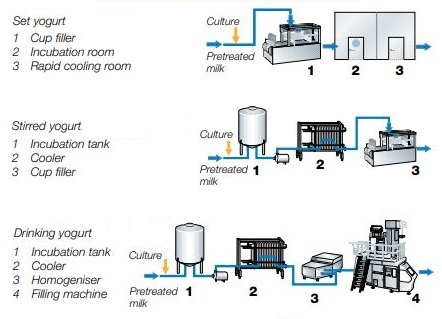 Set yogurt
1 Cup filler
2 Incubation room
3 Rapid cooling room
Culture
Pretreated
milk
1
2
3
Stirred yogurt
1 Incubation tank
2 Cooler
3 Cup filler
Culture
Pretreated
milk
1
2
3
Drinking yogurt
1 Incubation tank
2 Cooler
3 Homogeniser
4 Filling machine
Culture
Pretreated
milk
1
2
3
4